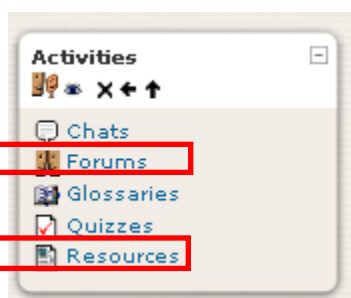 Activities
Chats
Forums
Glossaries
Quizzes
Resources